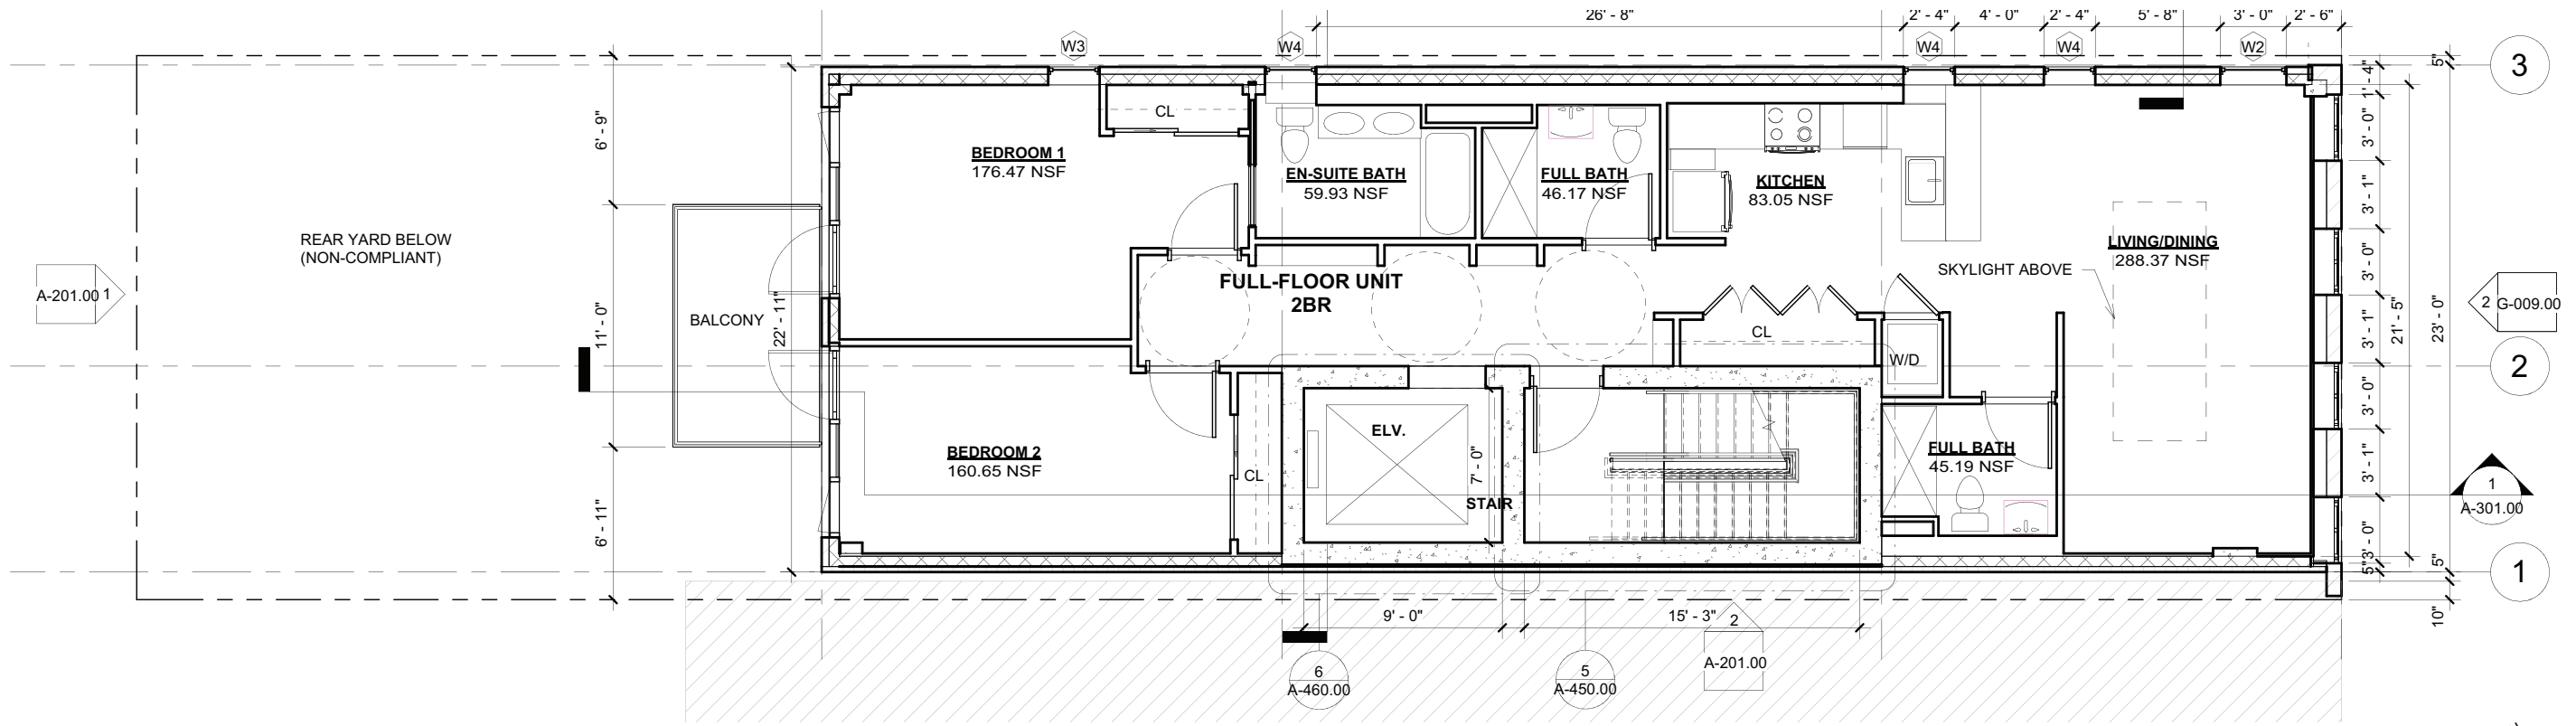 26' - 8"
2' - 4"
4' - 0"
2' - 4"
5' - 8"
3' - 0"
2' - 6"
W3
W4
W4
W4
W2
5"
3
1' - 4"
6' - 9"
CL
3' - 0"
BEDROOM 1
176.47 NSF
EN-SUITE BATH
59.93 NSF
FULL BATH
46.17 NSF
KITCHEN
83.05 NSF
3' - 1"
REAR YARD BELOW
(NON-COMPLIANT)
LIVING/DINING
288.37 NSF
SKYLIGHT ABOVE
3' - 0"
A-201.00
1
FULL-FLOOR UNIT
2BR
2
G-009.00
BALCONY
11' - 0"
22' - 11"
CL
3' - 1"
21' - 5"
23' - 0"
W/D
2
3' - 0"
ELV.
BEDROOM 2
160.65 NSF
7' - 0"
FULL BATH
45.19 NSF
3' - 1"
CL
STAIR
1
A-301.00
6' - 11"
3' - 0"
5"
5"
1
10"
9' - 0"
15' - 3"
2
A-201.00
6
A-460.00
5
A-450.00